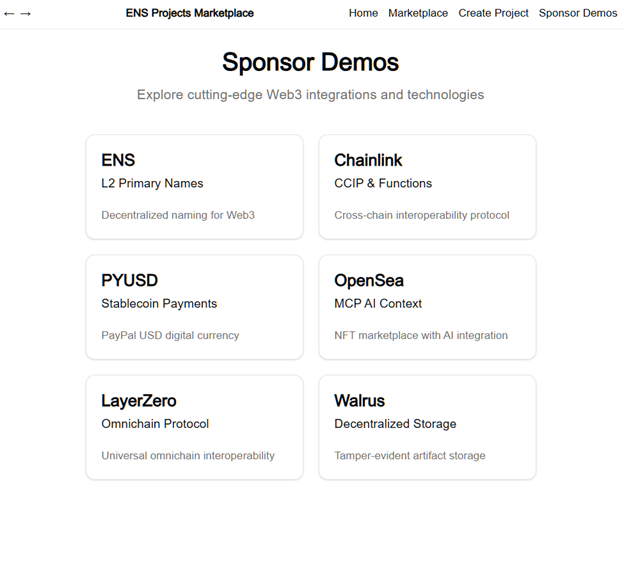 ← → ENS Projects Marketplace Home Marketplace Create Project Sponsor Demos
Sponsor Demos
Explore cutting-edge Web3 integrations and technologies
ENS
L2 Primary Names
Decentralized naming for Web3
Chainlink
CCIP & Functions
Cross-chain interoperability protocol
PYUSD
Stablecoin Payments
PayPal USD digital currency
OpenSea
MCP AI Context
NFT marketplace with AI integration
LayerZero
Omnichain Protocol
Universal omnichain interoperability
Walrus
Decentralized Storage
Tamper-evident artifact storage